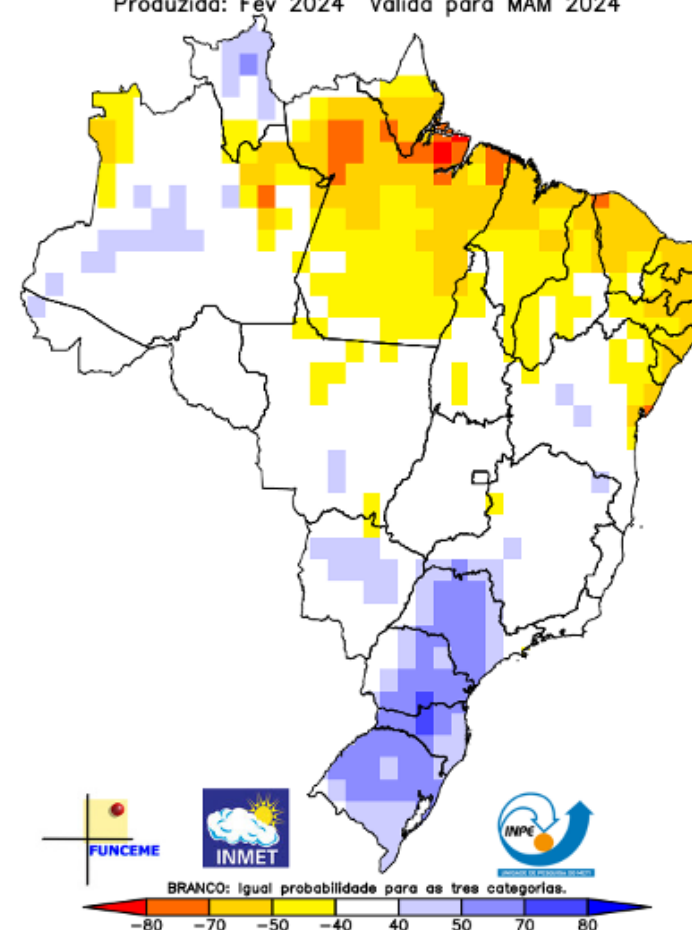 Produzida: Fev 2024 Válida para MAM 2024
FUNCEME
INMET
INPE
BRANCO: Igual probabilidade para as tres categorias.
-80 -70 -50 -40 40 50 70 80